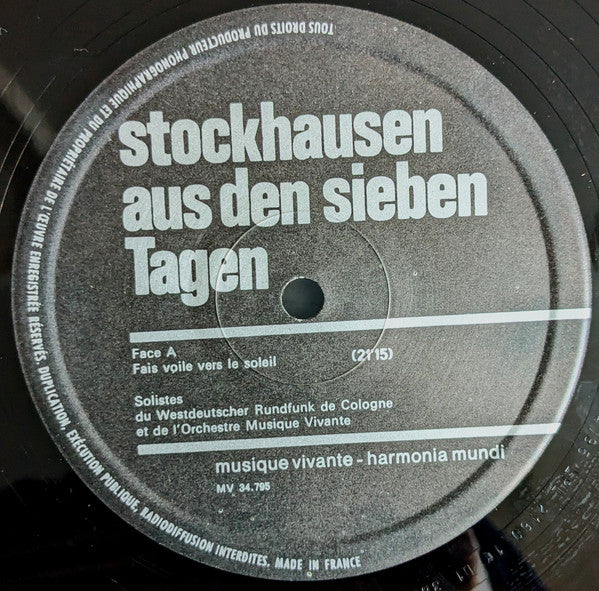 stockhausen
aus den sieben
Tagen
Face A
Fais voile vers le soleil (21'15)
Solistes
du Westdeutscher Rundfunk de Cologne
et de l'Orchestre Musique Vivante
musique vivante - harmonia mundi
MV 34.795
TOUS DROITS DU PRODUCTEUR PHONOGRAPHIQUE ET DU PROPRIÉTAIRE DE L'ŒUVRE ENREGISTRÉE RÉSERVÉS. DUPLICATION, EXÉCUTION PUBLIQUE, RADIODIFFUSION INTERDITES. MADE IN FRANCE